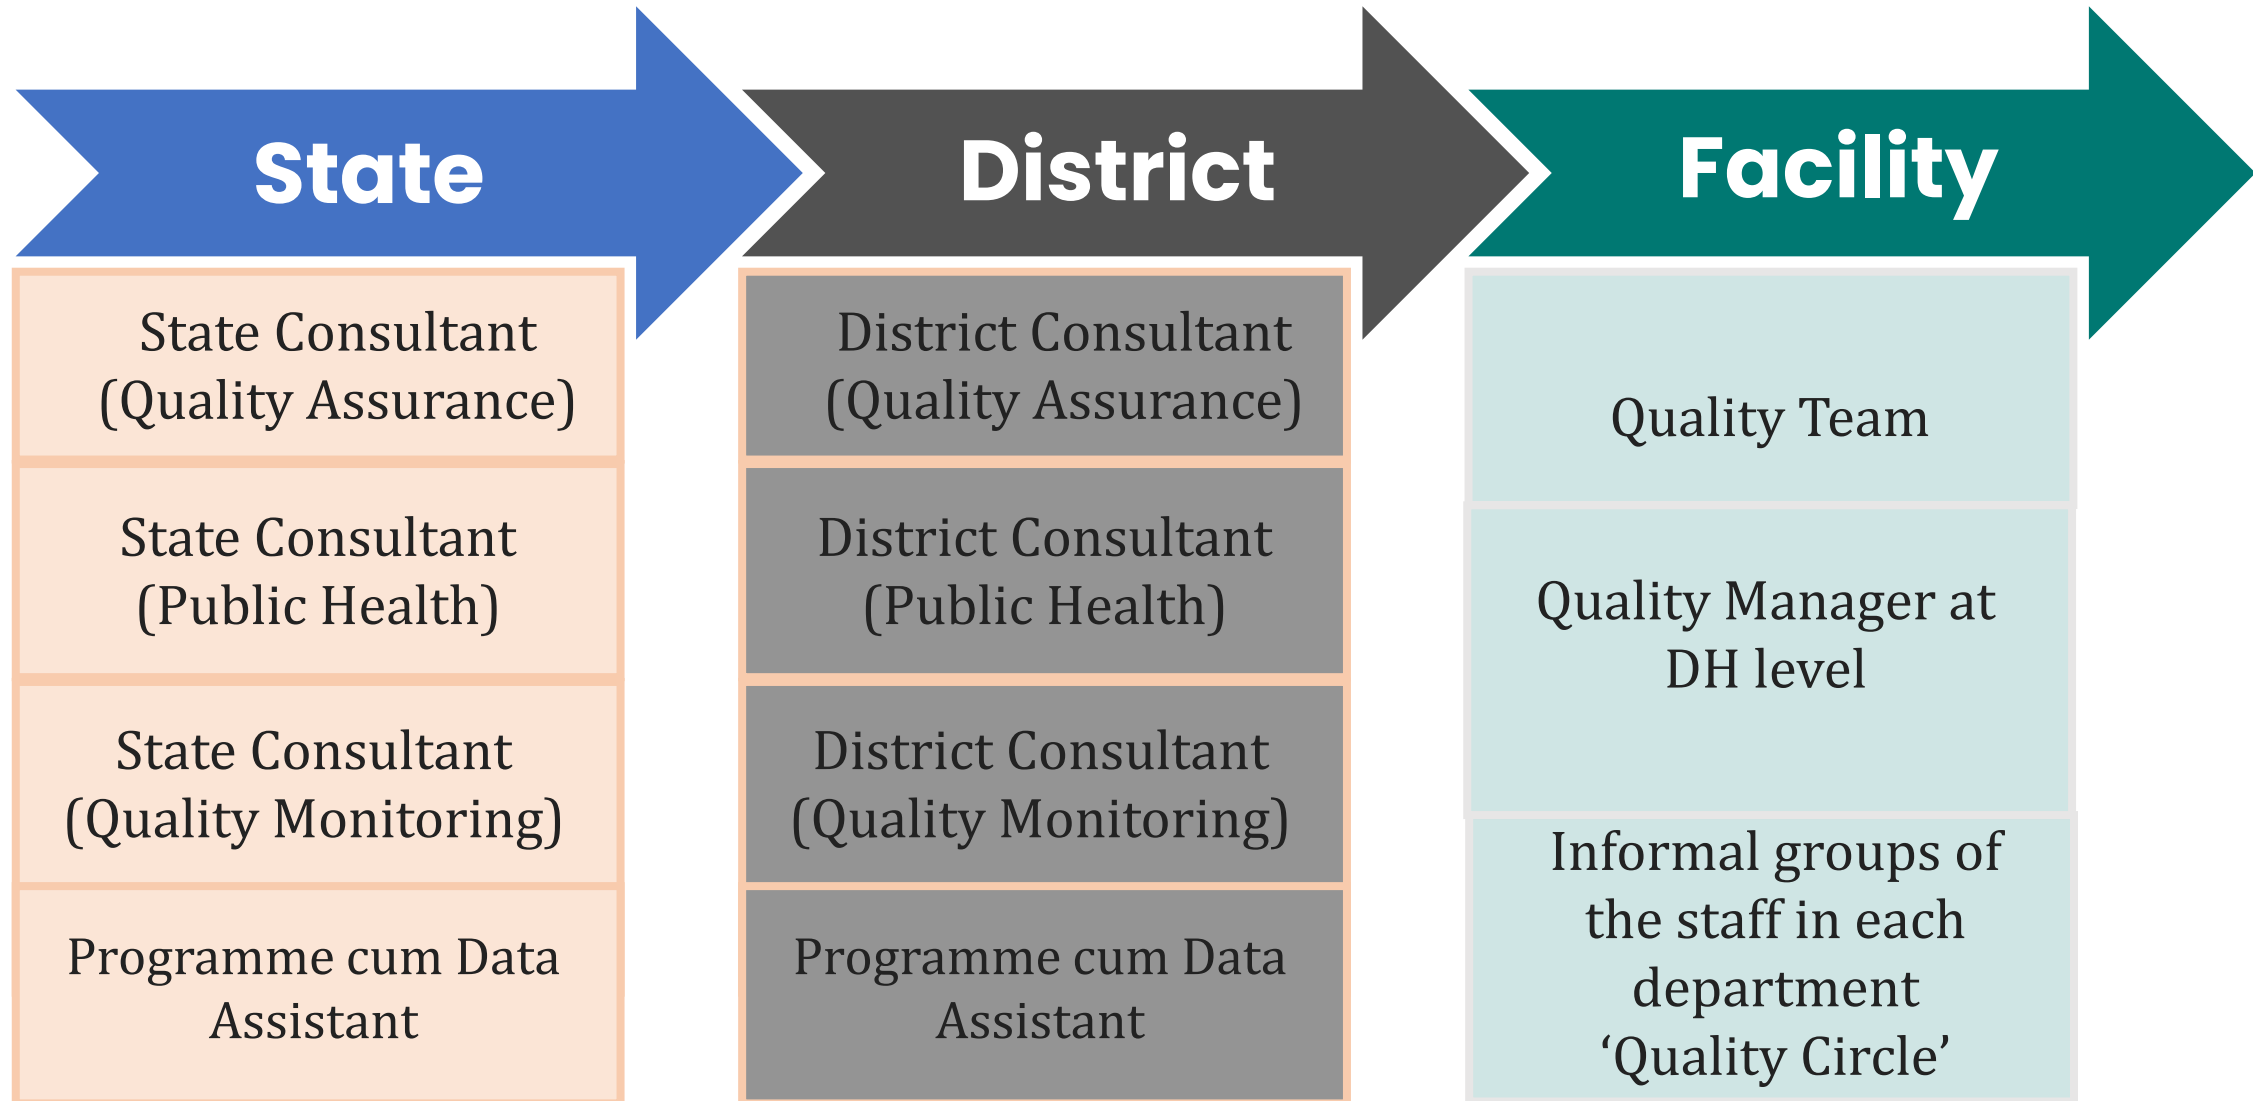 State
State Consultant
(Quality Assurance)
State Consultant
(Public Health)
State Consultant
(Quality Monitoring)
Programme cum Data
Assistant
District
District Consultant
(Quality Assurance)
District Consultant
(Public Health)
District Consultant
(Quality Monitoring)
Programme cum Data
Assistant
Facility
Quality Team
Quality Manager at
DH level
Informal groups of
the staff in each
department
‘Quality Circle’